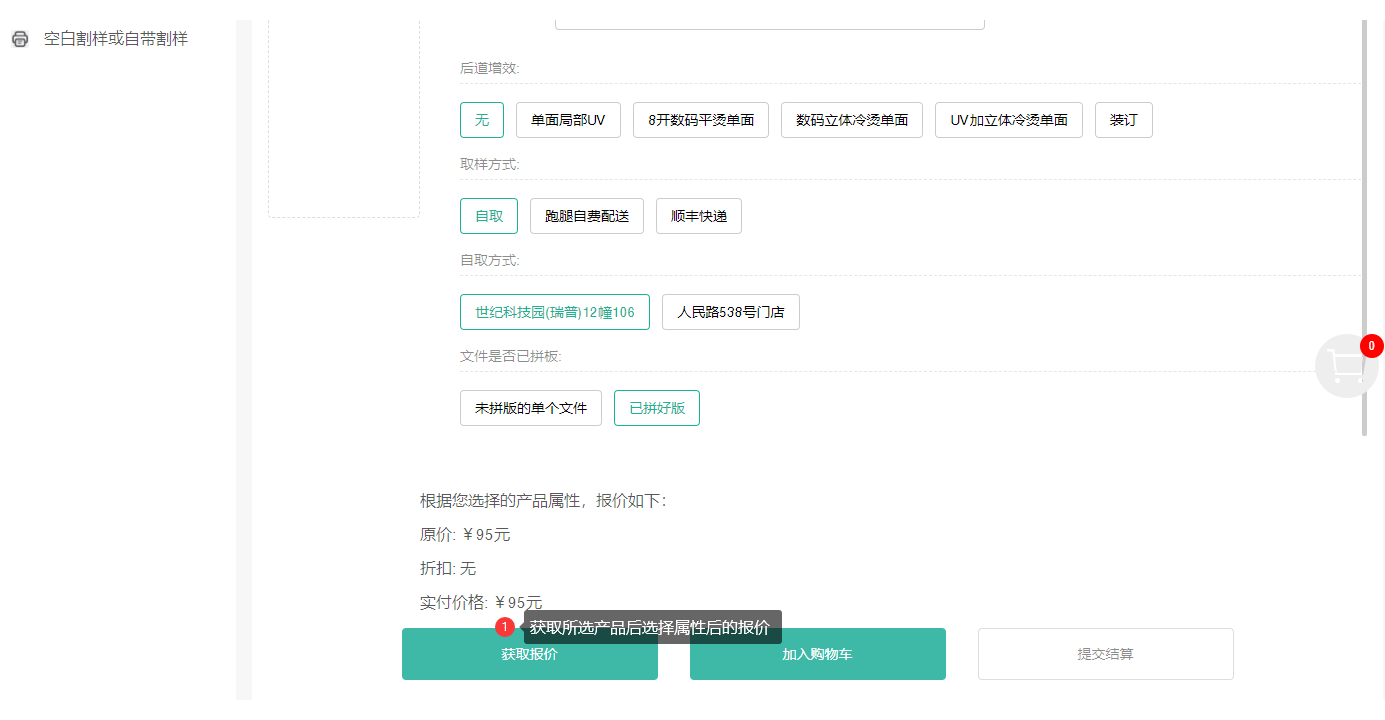 空白割样或自带割样
后道增效:
无 单面局部UV 8开数码平烫单面 数码立体冷烫单面 UV加立体冷烫单面 装订
取样方式:
自取 跑腿自费配送 顺丰快递
自取方式:
世纪科技园(瑞普)12幢106 人民路538号门店
0
文件是否已拼板:
未拼版的单个文件 已拼好版
根据您选择的产品属性，报价如下：
原价: ￥95元
折扣: 无
实付价格: ￥95元
1 获取所选产品后选择属性后的报价
获取报价 加入购物车 提交结算